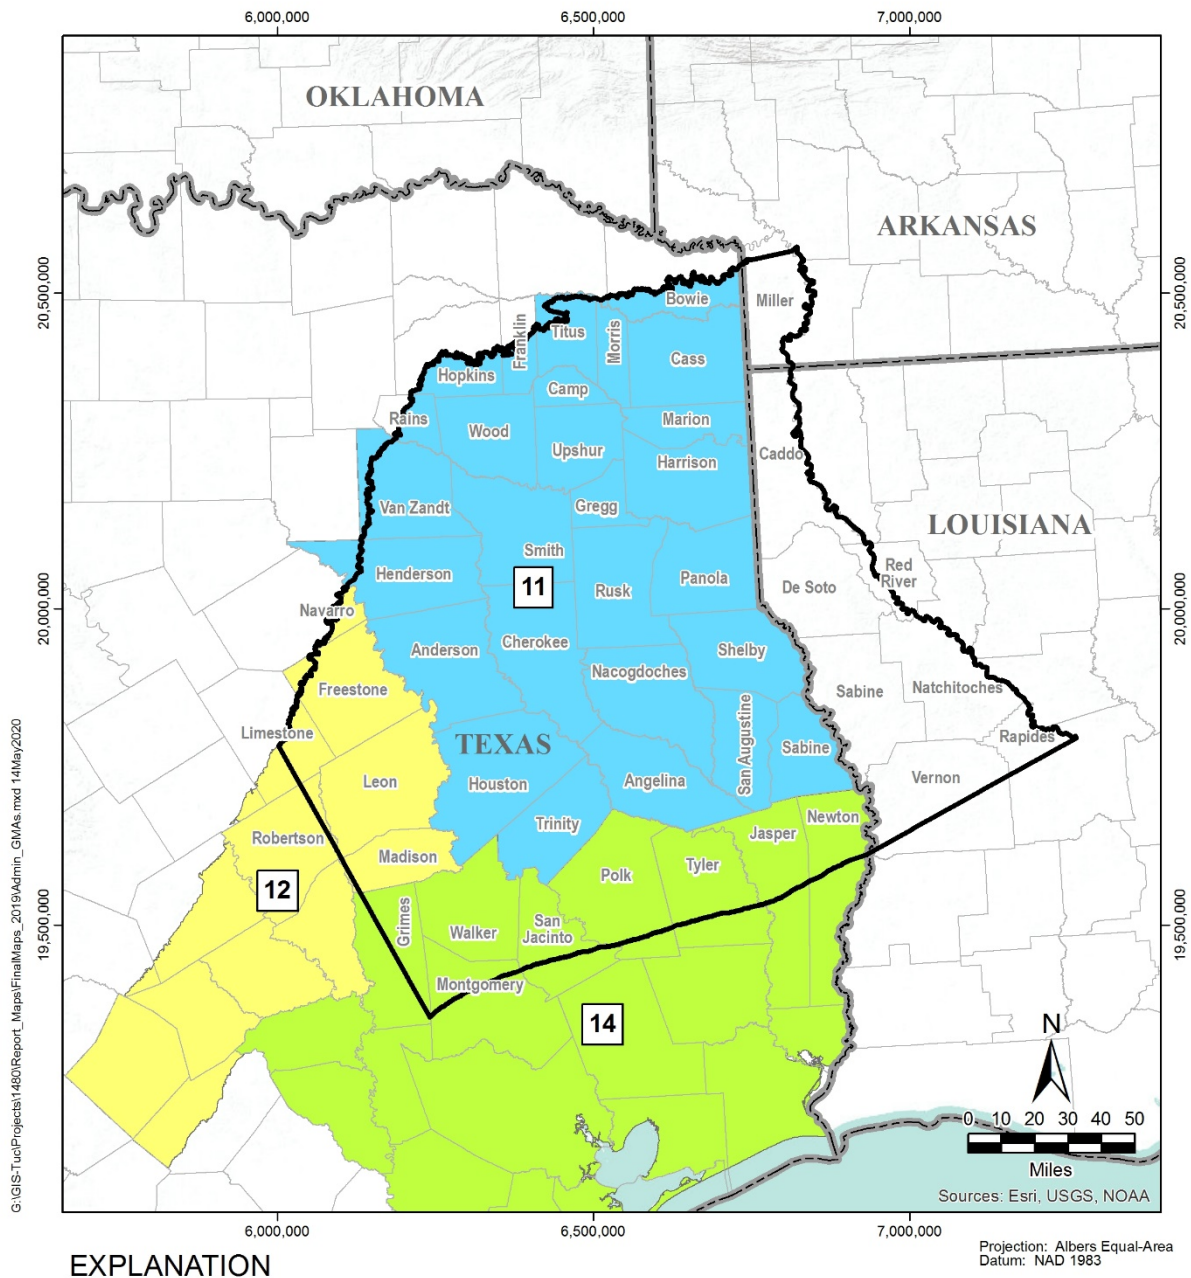 6,000,000
6,500,000
7,000,000
OKLAHOMA
ARKANSAS
20,500,000
20,500,000
Bowie
Miller
Franklin
Titus
Morris
Cass
Hopkins
Camp
Rains
Wood
Marion
Upshur
Caddo
Harrison
Van Zandt
Gregg
LOUISIANA
Smith
Henderson
11
Rusk
Panola
De Soto
Red
River
20,000,000
20,000,000
Navarro
Anderson
Cherokee
Shelby
Nacogdoches
Freestone
Sabine
Natchitoches
Limestone
TEXAS
San Augustine
Sabine
Rapides
Leon
Houston
Angelina
Vernon
Trinity
Newton
Jasper
Robertson
Madison
Tyler
Polk
12
Grimes
Walker
San
Jacinto
19,500,000
19,500,000
Montgomery
14
N
0 10 20 30 40 50
Miles
Sources: Esri, USGS, NOAA
G:\GIS-Tuc\Projects\1480\Report_Maps\FinalMaps_2019\Admin_GMAs.mxd 14May2020
6,000,000
6,500,000
7,000,000
EXPLANATION
Projection: Albers Equal-Area
Datum: NAD 1983